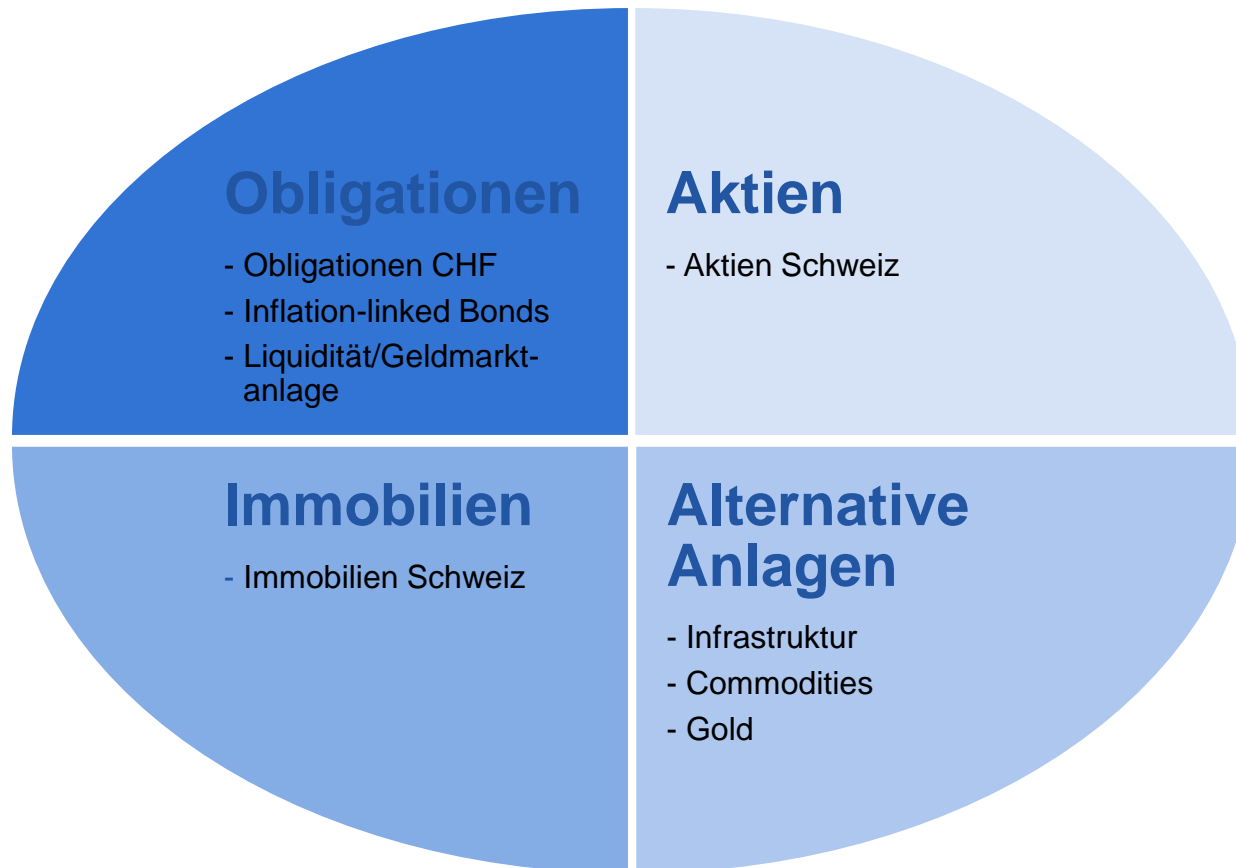 Obligationen
- Obligationen CHF
- Inflation-linked Bonds
- Liquidität/Geldmarkt-
anlage
Aktien
- Aktien Schweiz
Immobilien
- Immobilien Schweiz
Alternative
Anlagen
- Infrastruktur
- Commodities
- Gold